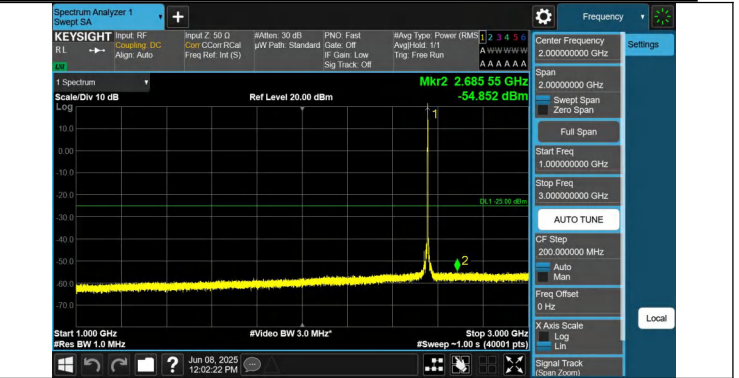 Spectrum Analyzer 1
Swept SA
+
Frequency
KEYSIGHT
RL
Input: RF
Coupling: DC
Align: Auto
Input Z: 50 Ω
Corr CCorr RCal
Freq Ref: Int (S)
#Atten: 30 dB
µW Path: Standard
PNO: Fast
Gate: Off
IF Gain: Low
Sig Track: Off
#Avg Type: Power (RMS
Avg|Hold: 1/1
Trig: Free Run
1 2 3 4 5 6
A W W W W W
A A A A A A
1 Spectrum
Scale/Div 10 dB
Log
Ref Level 20.00 dBm
Mkr2 2.685 55 GHz
-54.852 dBm
10.0
0.00
-10.0
-20.0
-30.0
-40.0
-50.0
-60.0
-70.0
1
DL1 -25.00 dBm
2
Start 1.000 GHz
#Res BW 1.0 MHz
#Video BW 3.0 MHz*
Stop 3.000 GHz
#Sweep ~1.00 s (40001 pts)
Center Frequency
2.000000000 GHz
Settings
Span
2.00000000 GHz
Swept Span
Zero Span
Full Span
Start Freq
1.000000000 GHz
Stop Freq
3.000000000 GHz
AUTO TUNE
CF Step
200.000000 MHz
Auto
Man
Freq Offset
0 Hz
X Axis Scale
Log
Lin
Local
Signal Track
(Span Zoom)
?
Jun 08, 2025
12:02:22 PM